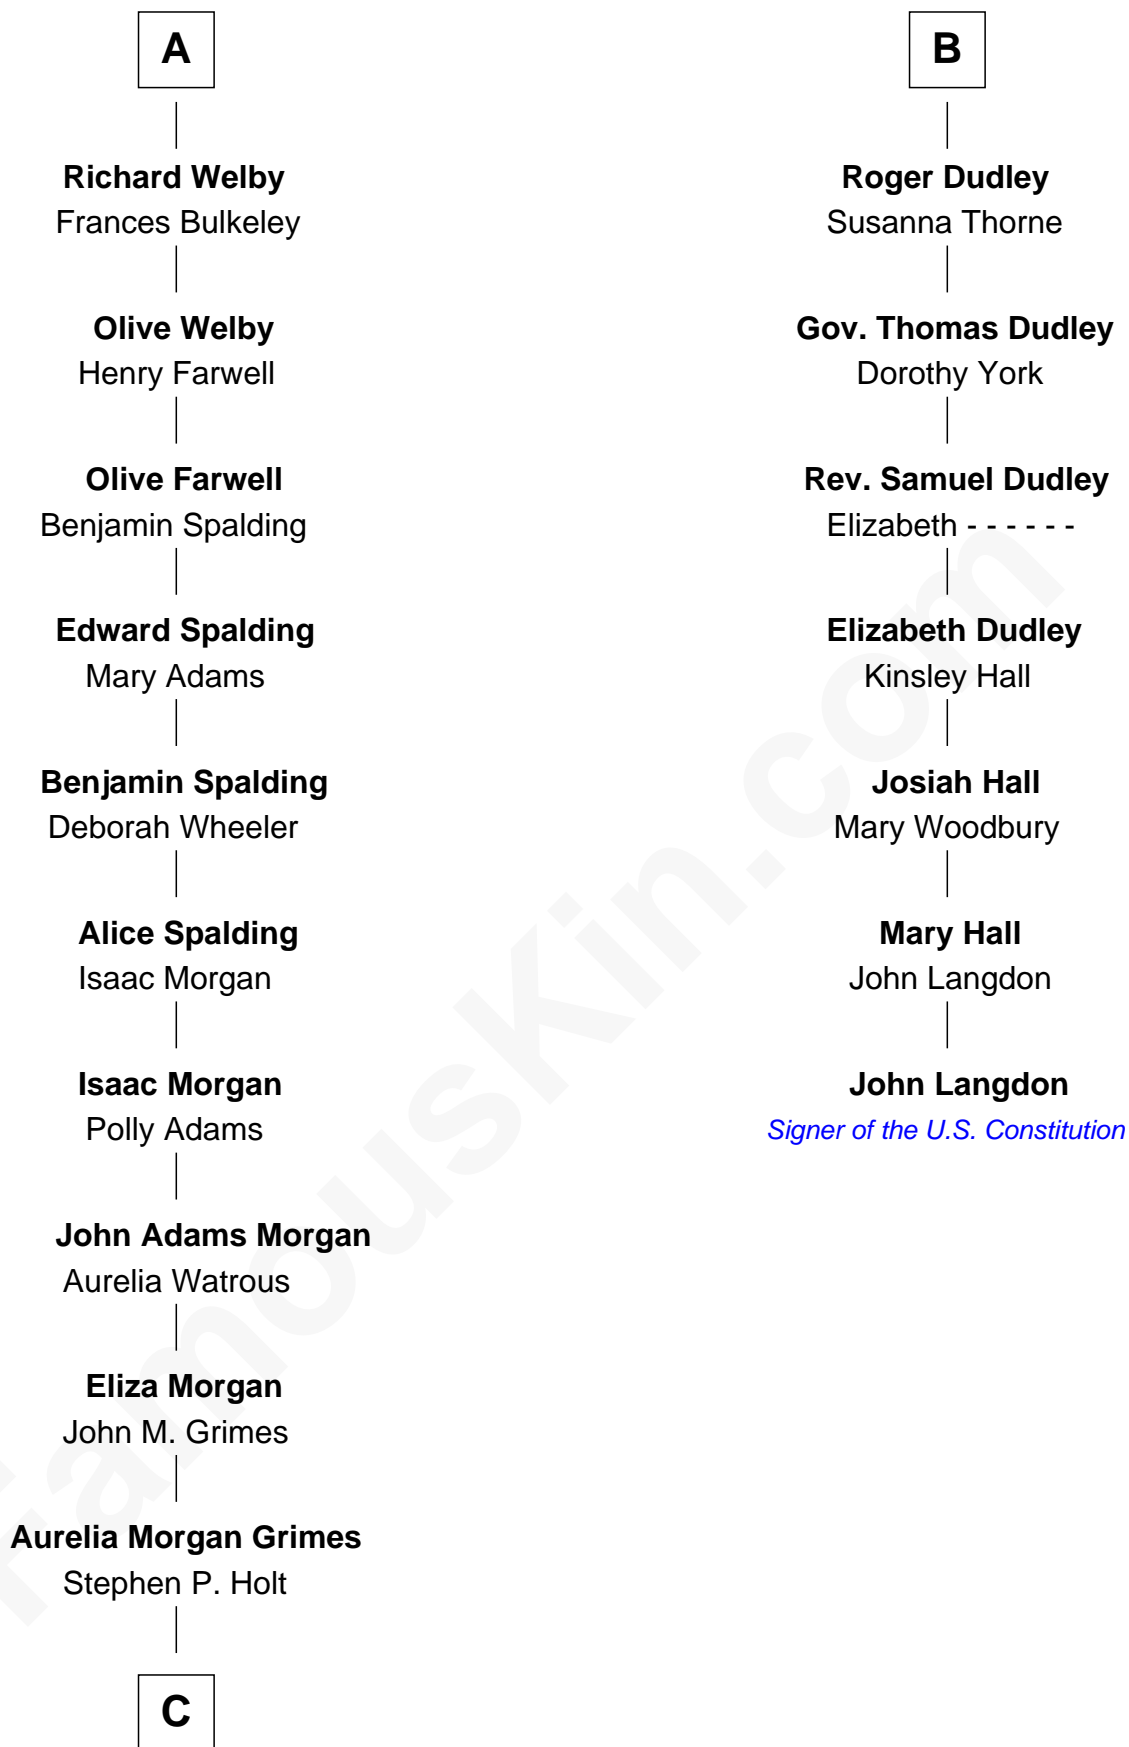 A
Richard Welby
Frances Bulkeley
Olive Welby
Henry Farwell
Olive Farwell
Benjamin Spalding
Edward Spalding
Mary Adams
Benjamin Spalding
Deborah Wheeler
Alice Spalding
Isaac Morgan
Isaac Morgan
Polly Adams
John Adams Morgan
Aurelia Watrous
Eliza Morgan
John M. Grimes
Aurelia Morgan Grimes
Stephen P. Holt
C
B
Roger Dudley
Susanna Thorne
Gov. Thomas Dudley
Dorothy York
Rev. Samuel Dudley
Elizabeth - - - - - -
Elizabeth Dudley
Kinsley Hall
Josiah Hall
Mary Woodbury
Mary Hall
John Langdon
John Langdon
Signer of the U.S. Constitution
FamousKin.com